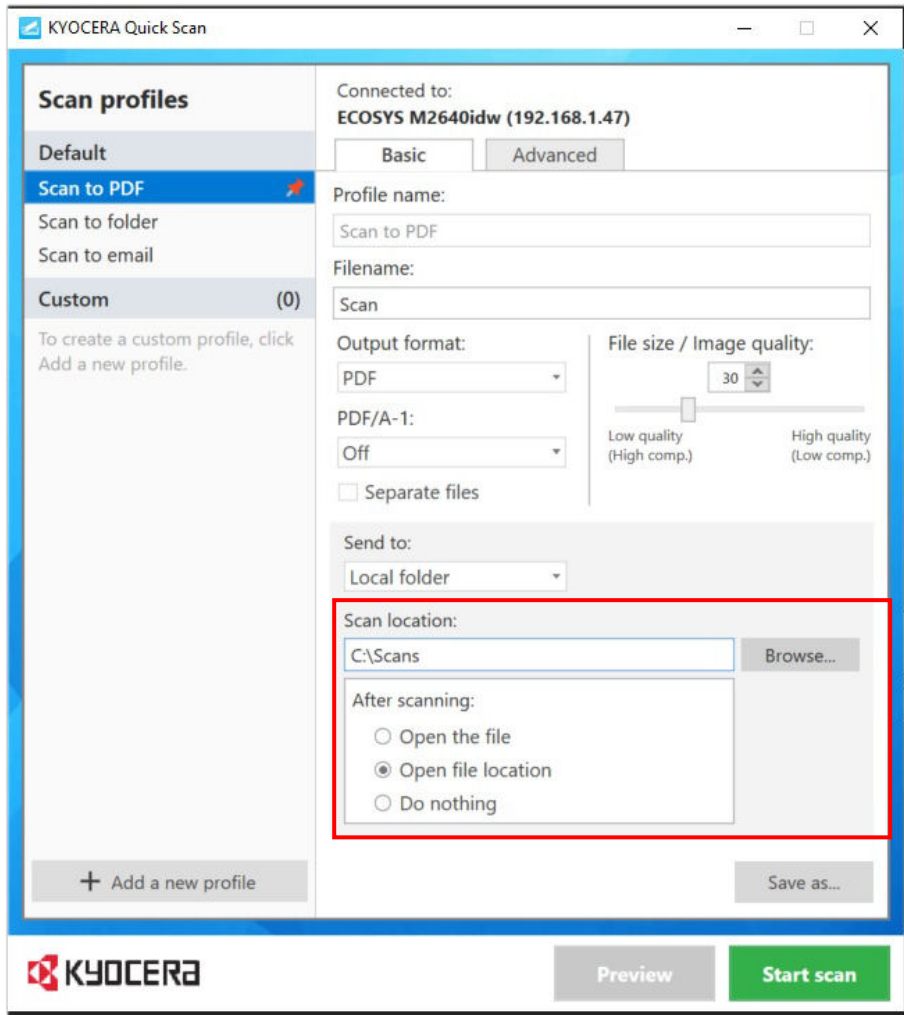 KYOCERA Quick Scan
Scan profiles
Default
Scan to PDF
Scan to folder
Scan to email
Custom (0)
To create a custom profile, click
Add a new profile.
+ Add a new profile
Connected to:
ECOSYS M2640idw (192.168.1.47)
Basic Advanced
Profile name:
Scan to PDF
Filename:
Scan
Output format:
PDF
PDF/A-1:
Off
Separate files
File size / Image quality:
30
Low quality
(High comp.)
High quality
(Low comp.)
Send to:
Local folder
Scan location:
C:\Scans Browse...
After scanning:
Open the file
Open file location
Do nothing
Save as...
KYOCERA
Preview Start scan